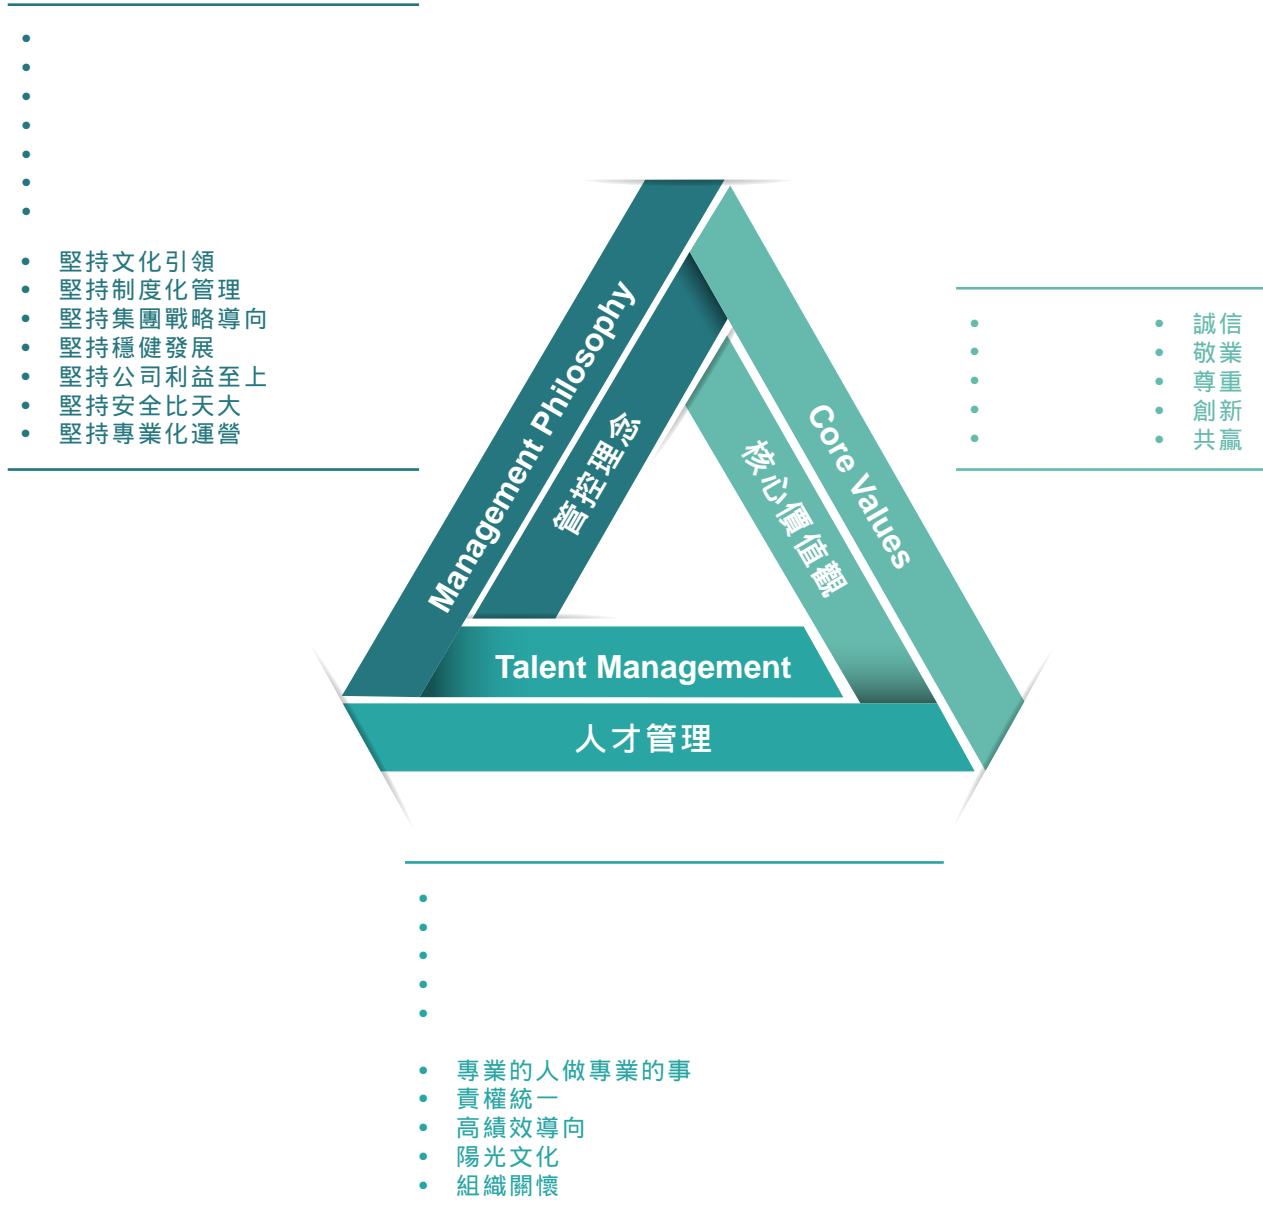 堅持文化引領
堅持制度化管理
堅持集團戰略導向
堅持穩健發展
堅持公司利益至上
堅持安全比天大
堅持專業化運營
Management Philosophy
管控理念
Core Values
核心價值觀
誠信
敬業
尊重
創新
共贏
Talent Management
人才管理
專業的人做專業的事
責權統一
高績效導向
陽光文化
組織關懷